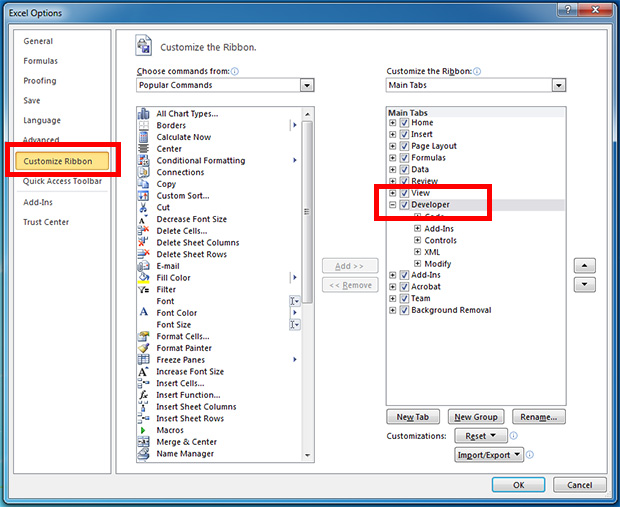 Excel Options
General
Formulas
Proofing
Save
Language
Advanced
Customize Ribbon
Quick Access Toolbar
Add-Ins
Trust Center
Customize the Ribbon.
Choose commands from:
Popular Commands
All Chart Types...
Borders
Calculate Now
Center
Conditional Formatting
Connections
Copy
Custom Sort...
Cut
Decrease Font Size
Delete Cells...
Delete Sheet Columns
Delete Sheet Rows
E-mail
Fill Color
Filter
Font
Font Color
Font Size
Format Cells...
Format Painter
Freeze Panes
Increase Font Size
Insert Cells...
Insert Function...
Insert Sheet Columns
Insert Sheet Rows
Macros
Merge & Center
Name Manager
Add >>
<< Remove
Customize the Ribbon:
Main Tabs
Main Tabs
Home
Insert
Page Layout
Formulas
Data
Review
View
Developer
Code
Add-Ins
Controls
XML
Modify
Add-Ins
Acrobat
Team
Background Removal
New Tab
New Group
Rename...
Customizations:
Reset
Import/Export
OK
Cancel